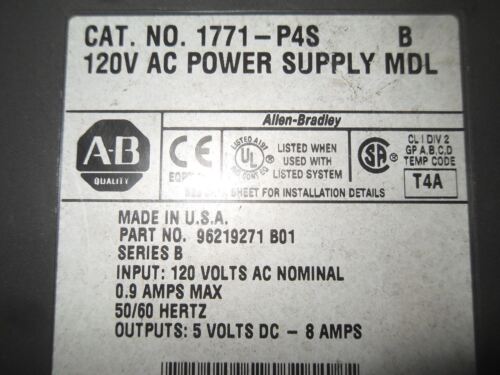 CAT. NO. 1771-P4S B
120V AC POWER SUPPLY MDL
Allen-Bradley
A-B
QUALITY
CE
UL
LISTED WHEN
USED WITH
LISTED SYSTEM
SA
CL I DIV 2
GP A,B,C,D
TEMP CODE
T4A
SHEET FOR INSTALLATION DETAILS
MADE IN U.S.A.
PART NO. 96219271 B01
SERIES B
INPUT: 120 VOLTS AC NOMINAL
0.9 AMPS MAX
50/60 HERTZ
OUTPUTS: 5 VOLTS DC - 8 AMPS